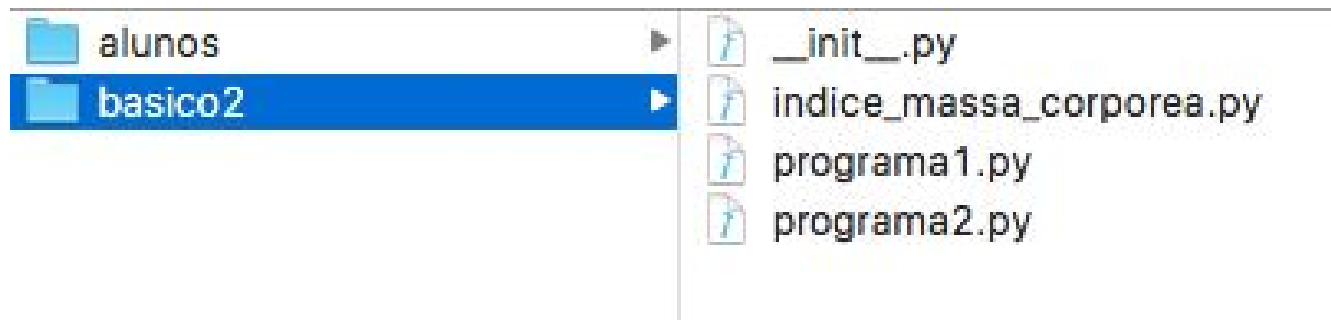 alunos
basico2
__init__.py
indice_massa_corporea.py
programa1.py
programa2.py